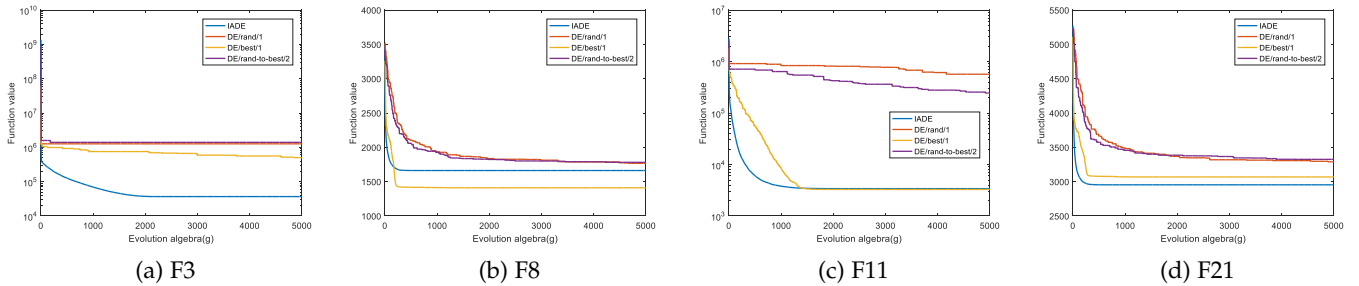 10^10
10^9
10^8
10^7
10^6
10^5
10^4
Function value
0 1000 2000 3000 4000 5000
Evolution algebra(g)
IADE
DE/rand/1
DE/best/1
DE/rand-to-best/2
(a) F3
4000
3500
3000
2500
2000
1500
1000
Function value
0 1000 2000 3000 4000 5000
Evolution algebra(g)
IADE
DE/rand/1
DE/best/1
DE/rand-to-best/2
(b) F8
10^7
10^6
10^5
10^4
10^3
Function value
0 1000 2000 3000 4000 5000
Evolution algebra(g)
IADE
DE/rand/1
DE/best/1
DE/rand-to-best/2
(c) F11
5500
5000
4500
4000
3500
3000
2500
Function value
0 1000 2000 3000 4000 5000
Evolution algebra(g)
IADE
DE/rand/1
DE/best/1
DE/rand-to-best/2
(d) F21